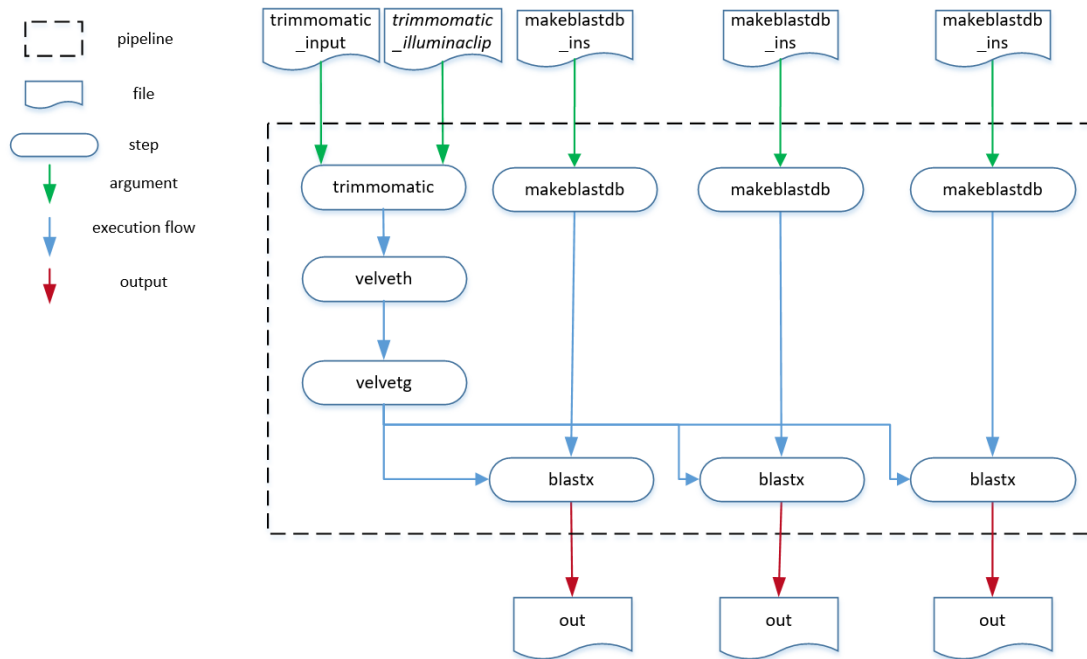 pipeline
file
step
argument
execution flow
output
trimmomatic
_input
trimmomatic
_illuminaclip
makeblastdb
_ins
makeblastdb
_ins
makeblastdb
_ins
trimmomatic
makeblastdb
makeblastdb
makeblastdb
velveth
velvetg
blastx
blastx
blastx
out
out
out